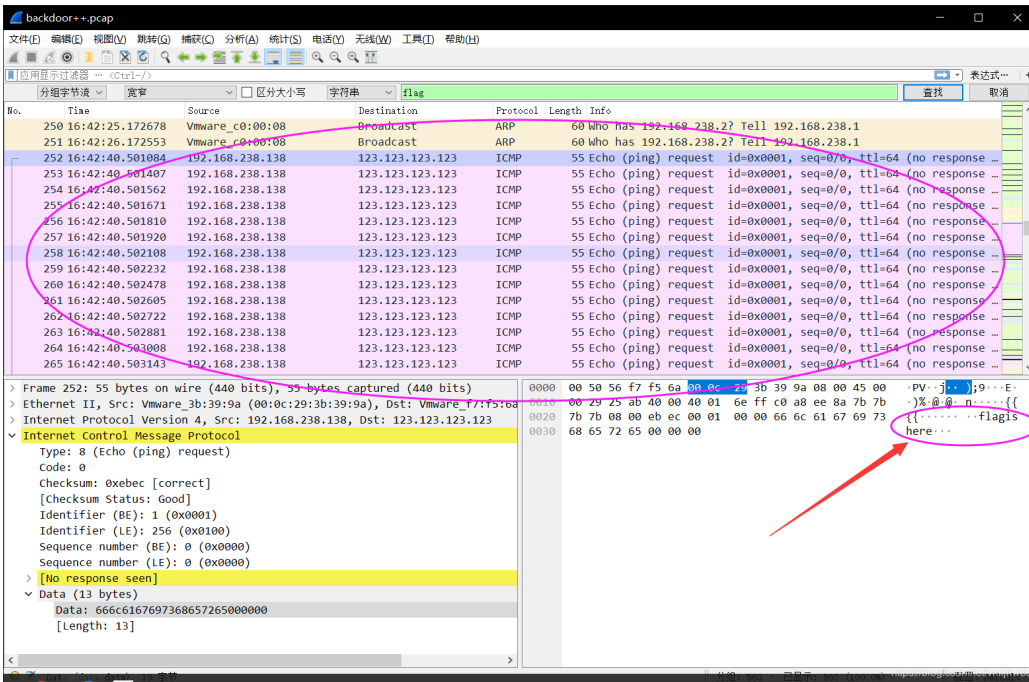 backdoor++.pcap
文件(F) 编辑(E) 视图(V) 跳转(G) 捕获(C) 分析(A) 统计(S) 电话(Y) 无线(W) 工具(T) 帮助(H)
应用显示过滤器 … <Ctrl-/> 表达式…
分组字节流 宽窄 区分大小写 字符串 flag 查找 取消
No. Time Source Destination Protocol Length Info
250 16:42:25.172678 Vmware_c0:00:08 Broadcast ARP 60 Who has 192.168.238.2? Tell 192.168.238.1
251 16:42:26.172553 Vmware_c0:00:08 Broadcast ARP 60 Who has 192.168.238.2? Tell 192.168.238.1
252 16:42:40.501084 192.168.238.138 123.123.123.123 ICMP 55 Echo (ping) request id=0x0001, seq=0/0, ttl=64 (no response …
253 16:42:40.501407 192.168.238.138 123.123.123.123 ICMP 55 Echo (ping) request id=0x0001, seq=0/0, ttl=64 (no response …
254 16:42:40.501562 192.168.238.138 123.123.123.123 ICMP 55 Echo (ping) request id=0x0001, seq=0/0, ttl=64 (no response …
255 16:42:40.501671 192.168.238.138 123.123.123.123 ICMP 55 Echo (ping) request id=0x0001, seq=0/0, ttl=64 (no response …
256 16:42:40.501810 192.168.238.138 123.123.123.123 ICMP 55 Echo (ping) request id=0x0001, seq=0/0, ttl=64 (no response …
257 16:42:40.501920 192.168.238.138 123.123.123.123 ICMP 55 Echo (ping) request id=0x0001, seq=0/0, ttl=64 (no response …
258 16:42:40.502108 192.168.238.138 123.123.123.123 ICMP 55 Echo (ping) request id=0x0001, seq=0/0, ttl=64 (no response …
259 16:42:40.502232 192.168.238.138 123.123.123.123 ICMP 55 Echo (ping) request id=0x0001, seq=0/0, ttl=64 (no response …
260 16:42:40.502478 192.168.238.138 123.123.123.123 ICMP 55 Echo (ping) request id=0x0001, seq=0/0, ttl=64 (no response …
261 16:42:40.502605 192.168.238.138 123.123.123.123 ICMP 55 Echo (ping) request id=0x0001, seq=0/0, ttl=64 (no response …
262 16:42:40.502722 192.168.238.138 123.123.123.123 ICMP 55 Echo (ping) request id=0x0001, seq=0/0, ttl=64 (no response …
263 16:42:40.502881 192.168.238.138 123.123.123.123 ICMP 55 Echo (ping) request id=0x0001, seq=0/0, ttl=64 (no response …
264 16:42:40.503008 192.168.238.138 123.123.123.123 ICMP 55 Echo (ping) request id=0x0001, seq=0/0, ttl=64 (no response …
265 16:42:40.503143 192.168.238.138 123.123.123.123 ICMP 55 Echo (ping) request id=0x0001, seq=0/0, ttl=64 (no response …
Frame 252: 55 bytes on wire (440 bits), 55 bytes captured (440 bits)
Ethernet II, Src: Vmware_3b:39:9a (00:0c:29:3b:39:9a), Dst: Vmware_f7:f5:6a
Internet Protocol Version 4, Src: 192.168.238.138, Dst: 123.123.123.123
Internet Control Message Protocol
Type: 8 (Echo (ping) request)
Code: 0
Checksum: 0xebec [correct]
[Checksum Status: Good]
Identifier (BE): 1 (0x0001)
Identifier (LE): 256 (0x0100)
Sequence number (BE): 0 (0x0000)
Sequence number (LE): 0 (0x0000)
[No response seen]
Data (13 bytes)
Data: 666c6167697368657265000000
[Length: 13]
0000 00 50 56 f7 f5 6a 00 0c 29 3b 39 9a 08 00 45 00 ·PV··j·· );9···E·
0010 00 29 25 ab 40 00 40 01 6e ff c0 a8 ee 8a 7b 7b ·)%·@·@· n·····{{
0020 7b 7b 08 00 eb ec 00 01 00 00 66 6c 61 67 69 73 {{······ ··flagis
0030 68 65 72 65 00 00 00 here···